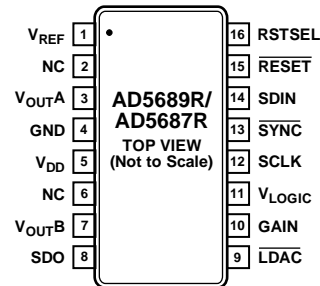 VREF 1
NC 2
VOUTA 3
GND 4
VDD 5
NC 6
VOUTB 7
SDO 8
AD5689R/
AD5687R
TOP VIEW
(Not to Scale)
16 RSTSEL
15 RESET
14 SDIN
13 SYNC
12 SCLK
11 VLOGIC
10 GAIN
9 LDAC